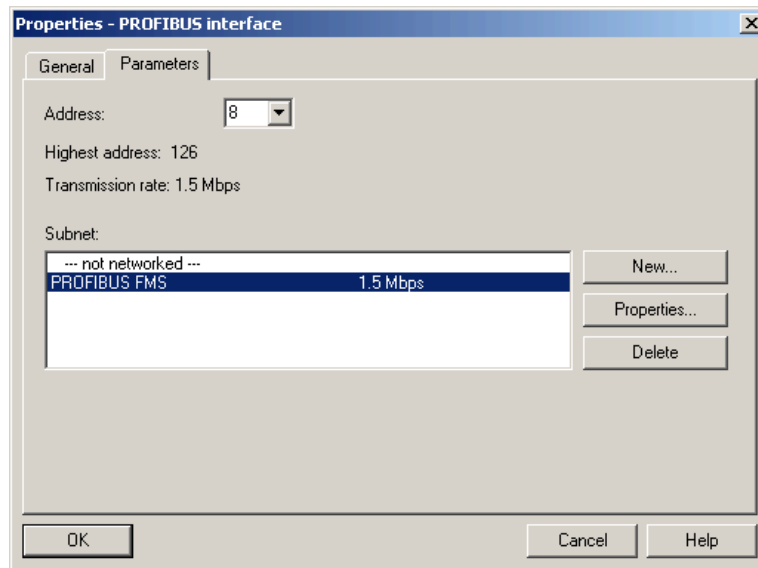 Properties - PROFIBUS interface
General Parameters
Address: 8
Highest address: 126
Transmission rate: 1.5 Mbps
Subnet:
--- not networked ---
PROFIBUS FMS 1.5 Mbps
New...
Properties...
Delete
OK Cancel Help